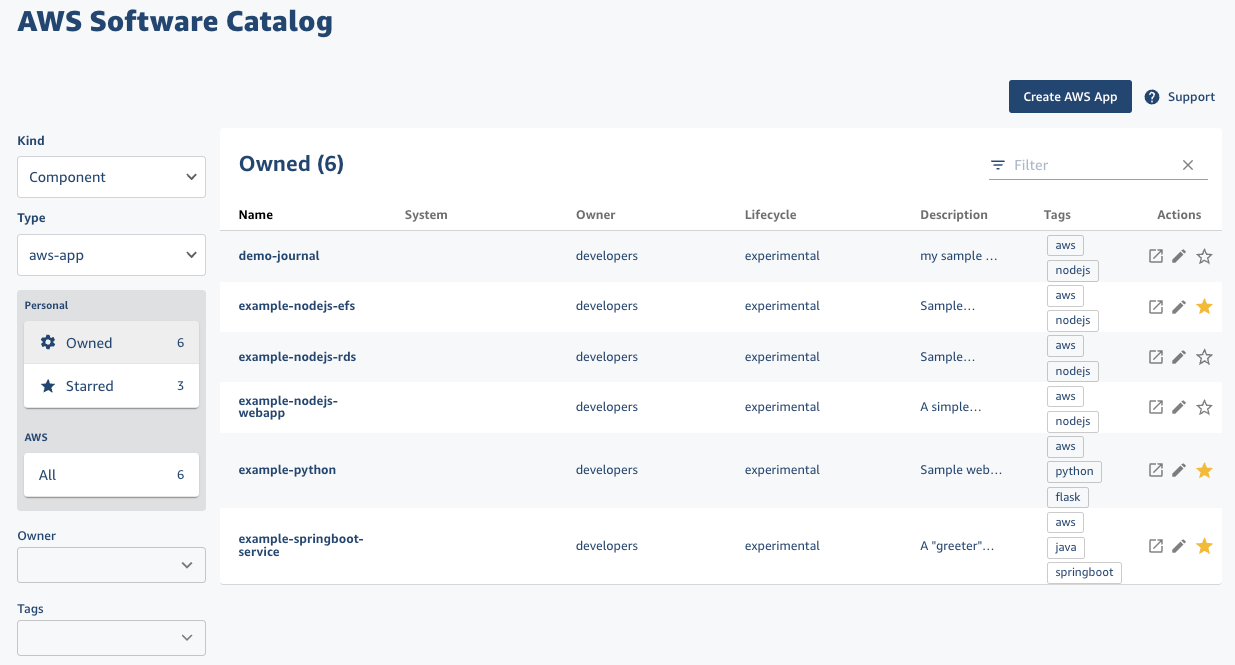 AWS Software Catalog
Create AWS App
? Support
Kind
Component
Type
aws-app
Personal
Owned 6
Starred 3
AWS
All 6
Owner
Tags
Owned (6)
Filter
Name System Owner Lifecycle Description Tags Actions
demo-journal developers experimental my sample … aws
nodejs
example-nodejs-efs developers experimental Sample… aws
nodejs
example-nodejs-rds developers experimental Sample… aws
nodejs
example-nodejs-
webapp developers experimental A simple… aws
nodejs
example-python developers experimental Sample web… aws
python
flask
example-springboot-
service developers experimental A "greeter"… aws
java
springboot